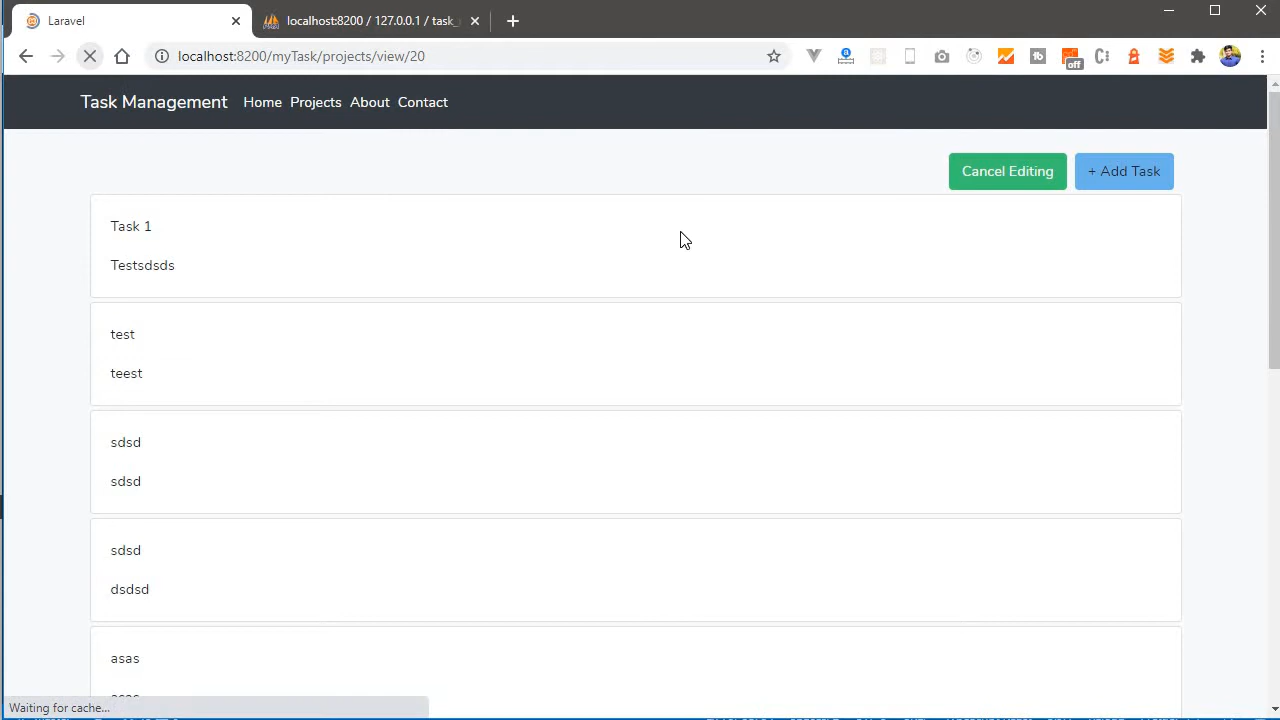 Laravel
localhost:8200 / 127.0.0.1 / task_
localhost:8200/myTask/projects/view/20
off
Task Management Home Projects About Contact
Cancel Editing + Add Task
Task 1
Testsdsds
test
teest
sdsd
sdsd
sdsd
dsdsd
asas
Waiting for cache...